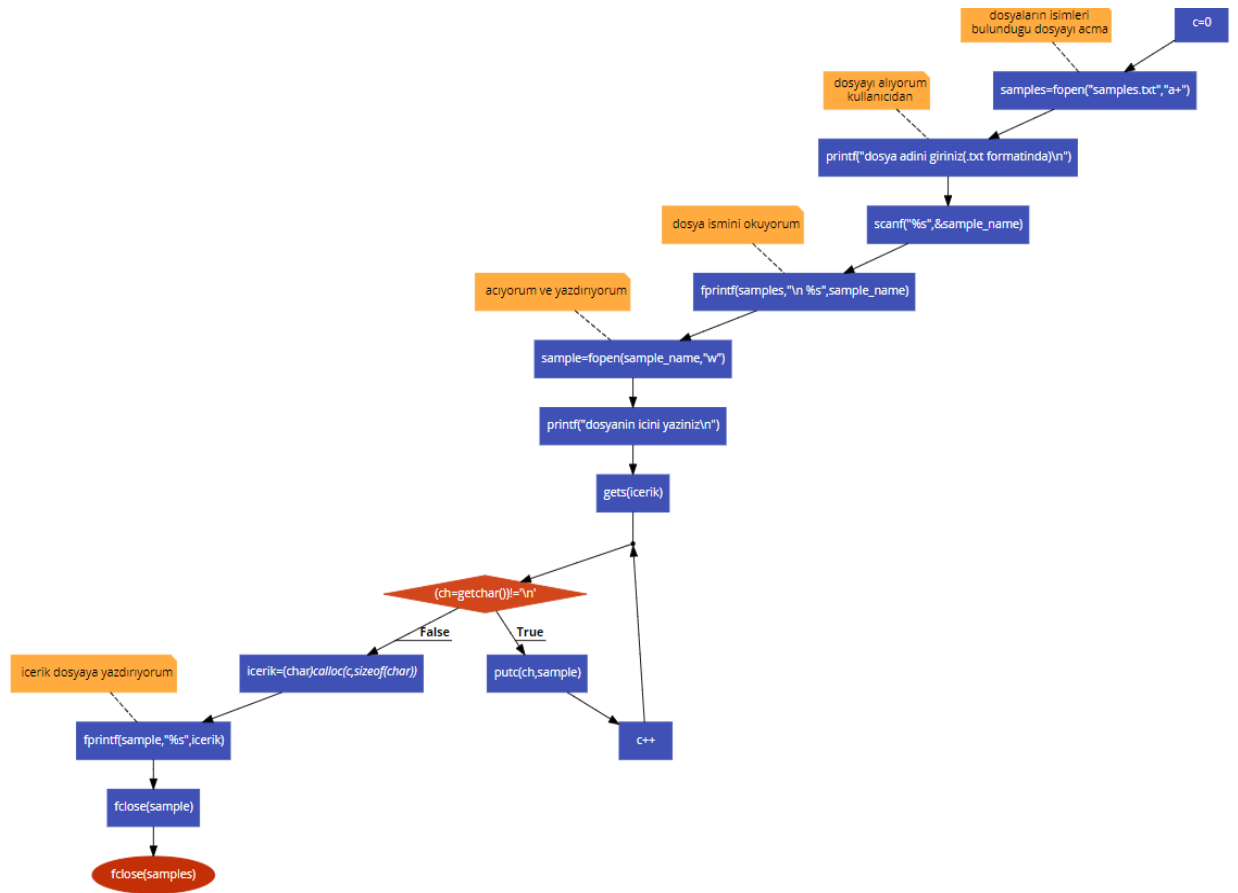 dosyaların isimleri
bulundugu dosyayı acma
c=0
dosyayı alıyorum
kullanıcıdan
samples=fopen("samples.txt","a+")
printf("dosya adini giriniz(.txt formatinda)\n")
dosya ismini okuyorum
scanf("%s",&sample_name)
acıyorum ve yazdırıyorum
fprintf(samples,"\n %s",sample_name)
sample=fopen(sample_name,"w")
printf("dosyanin icini yaziniz\n")
gets(icerik)
(ch=getchar())!='\n'
False
True
icerik dosyaya yazdırıyorum
icerik=(char)calloc(c,sizeof(char))
putc(ch,sample)
fprintf(sample,"%s",icerik)
c++
fclose(sample)
fclose(samples)